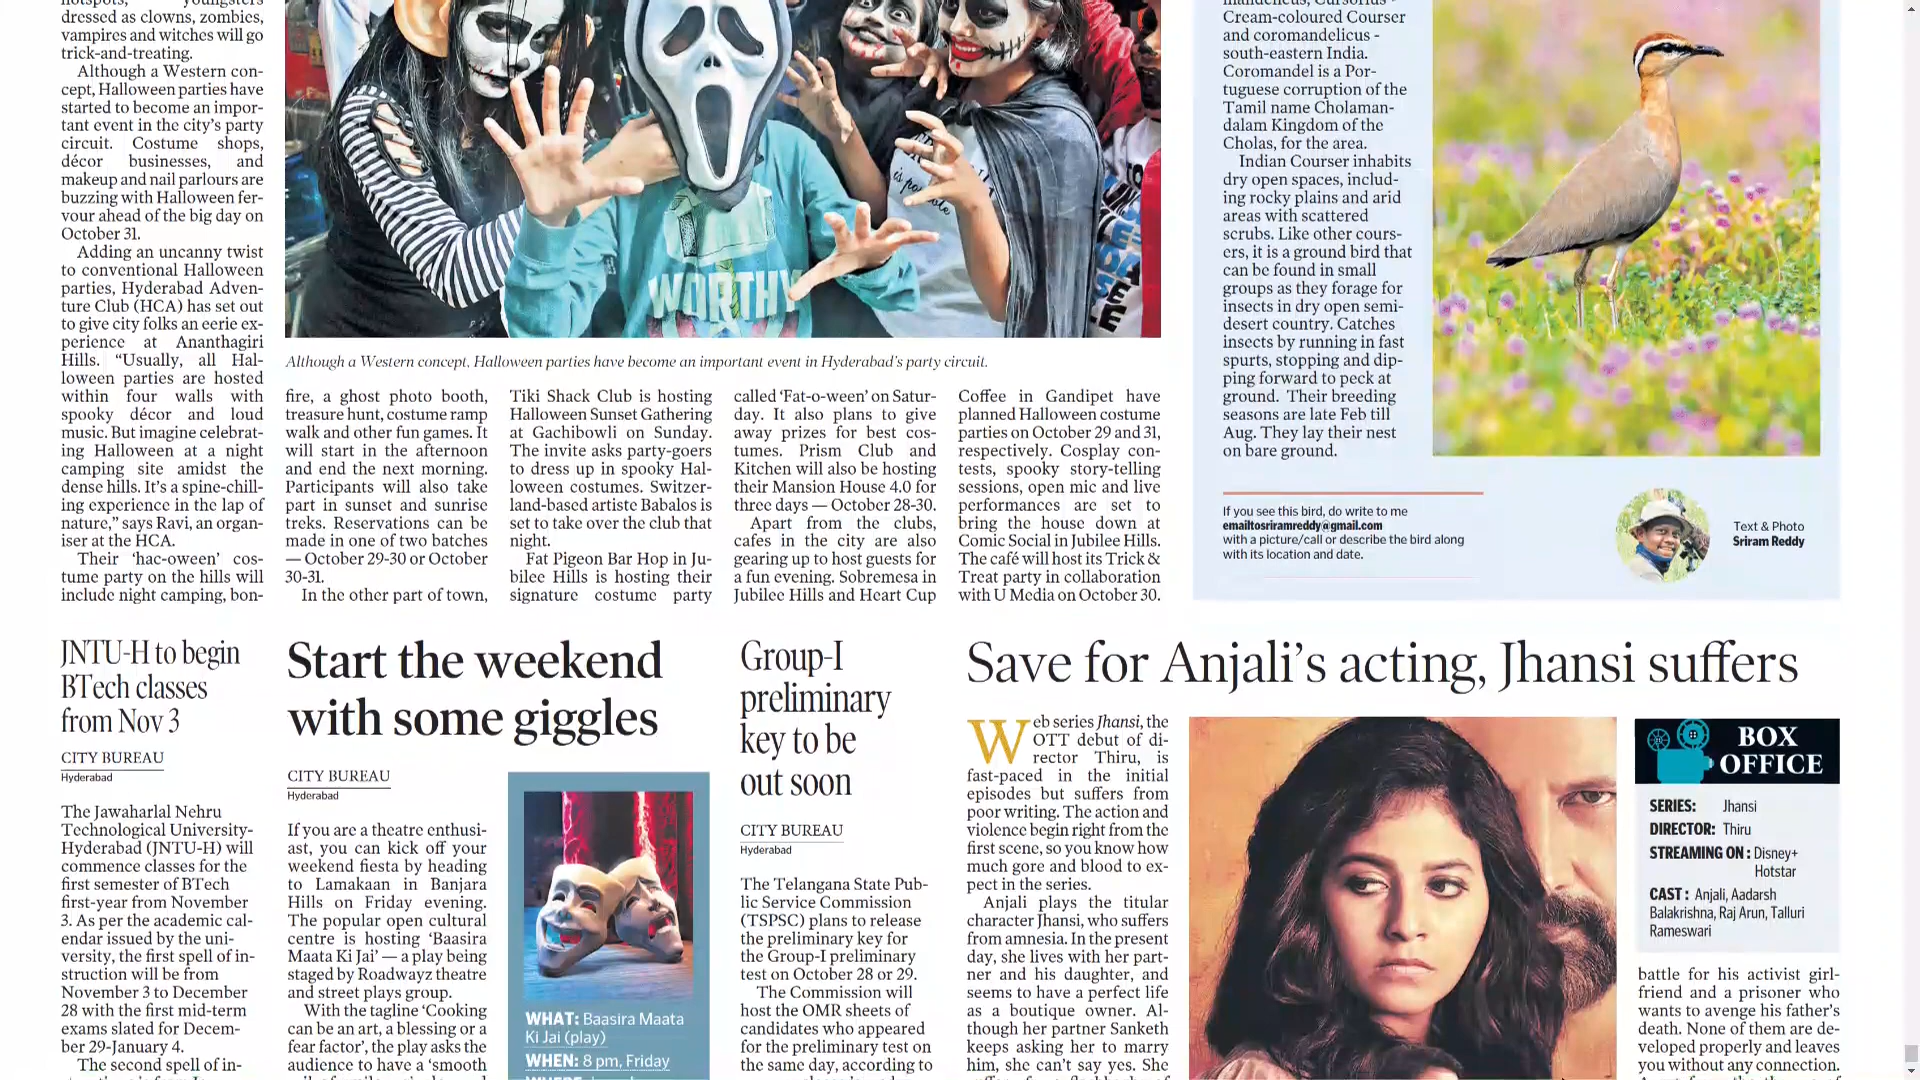 dressed as clowns, zombies,
vampires and witches will go
trick-and-treating.
Although a Western con-
cept, Halloween parties have
started to become an impor-
tant event in the city's party
circuit. Costume shops,
décor businesses, and
makeup and nail parlours are
buzzing with Halloween fer-
vour ahead of the big day on
October 31.
Adding an uncanny twist
to conventional Halloween
parties, Hyderabad Adven-
ture Club (HCA) has set out
to give city folks an eerie ex-
perience at Ananthagiri
Hills. “Usually, all Hal-
loween parties are hosted
within four walls with
spooky décor and loud
music. But imagine celebrat-
ing Halloween at a night
camping site amidst the
dense hills. It's a spine-chill-
ing experience in the lap of
nature,” says Ravi, an organ-
iser at the HCA.
Their ‘hac-oween’ cos-
tume party on the hills will
include night camping, bon-
WORTHY
Although a Western concept, Halloween parties have become an important event in Hyderabad's party circuit.
fire, a ghost photo booth,
treasure hunt, costume ramp
walk and other fun games. It
will start in the afternoon
and end the next morning.
Participants will also take
part in sunset and sunrise
treks. Reservations can be
made in one of two batches
— October 29-30 or October
30-31.
In the other part of town,
Tiki Shack Club is hosting
Halloween Sunset Gathering
at Gachibowli on Sunday.
The invite asks party-goers
to dress up in spooky Hal-
loween costumes. Switzer-
land-based artiste Babalos is
set to take over the club that
night.
Fat Pigeon Bar Hop in Ju-
bilee Hills is hosting their
signature costume party
called ‘Fat-o-ween’ on Satur-
day. It also plans to give
away prizes for best cos-
tumes. Prism Club and
Kitchen will also be hosting
their Mansion House 4.0 for
three days — October 28-30.
Apart from the clubs,
cafes in the city are also
gearing up to host guests for
a fun evening. Sobremesa in
Jubilee Hills and Heart Cup
Coffee in Gandipet have
planned Halloween costume
parties on October 29 and 31,
respectively. Cosplay con-
tests, spooky story-telling
sessions, open mic and live
performances are set to
bring the house down at
Comic Social in Jubilee Hills.
The café will host its Trick &
Treat party in collaboration
with U Media on October 30.
Cream-coloured Courser
and coromandelicus -
south-eastern India.
Coromandel is a Por-
tuguese corruption of the
Tamil name Cholaman-
dalam Kingdom of the
Cholas, for the area.
Indian Courser inhabits
dry open spaces, includ-
ing rocky plains and arid
areas with scattered
scrubs. Like other cours-
ers, it is a ground bird that
can be found in small
groups as they forage for
insects in dry open semi-
desert country. Catches
insects by running in fast
spurts, stopping and dip-
ping forward to peck at
ground. Their breeding
seasons are late Feb till
Aug. They lay their nest
on bare ground.
If you see this bird, do write to me
emailtosriramreddy@gmail.com
with a picture/call or describe the bird along
with its location and date.
Text & Photo
Sriram Reddy
JNTU-H to begin
BTech classes
from Nov 3
CITY BUREAU
Hyderabad
The Jawaharlal Nehru
Technological University-
Hyderabad (JNTU-H) will
commence classes for the
first semester of BTech
first-year from November
3. As per the academic cal-
endar issued by the uni-
versity, the first spell of in-
struction will be from
November 3 to December
28 with the first mid-term
exams slated for Decem-
ber 29-January 4.
The second spell of in-
Start the weekend
with some giggles
CITY BUREAU
Hyderabad
If you are a theatre enthusi-
ast, you can kick off your
weekend fiesta by heading
to Lamakaan in Banjara
Hills on Friday evening.
The popular open cultural
centre is hosting ‘Baasira
Maata Ki Jai’ — a play being
staged by Roadwayz theatre
and street plays group.
With the tagline ‘Cooking
can be an art, a blessing or a
fear factor’, the play asks the
audience to have a ‘smooth
WHAT: Baasira Maata
Ki Jai (play)
WHEN: 8 pm, Friday
Group-I
preliminary
key to be
out soon
CITY BUREAU
Hyderabad
The Telangana State Pub-
lic Service Commission
(TSPSC) plans to release
the preliminary key for
the Group-I preliminary
test on October 28 or 29.
The Commission will
host the OMR sheets of
candidates who appeared
for the preliminary test on
the same day, according to
Save for Anjali's acting, Jhansi suffers
Web series Jhansi, the
OTT debut of di-
rector Thiru, is
fast-paced in the initial
episodes but suffers from
poor writing. The action and
violence begin right from the
first scene, so you know how
much gore and blood to ex-
pect in the series.
Anjali plays the titular
character Jhansi, who suffers
from amnesia. In the present
day, she lives with her part-
ner and his daughter, and
seems to have a perfect life
as a boutique owner. Al-
though her partner Sanketh
keeps asking her to marry
him, she can't say yes. She
BOX
OFFICE
SERIES: Jhansi
DIRECTOR: Thiru
STREAMING ON : Disney+
Hotstar
CAST : Anjali, Aadarsh
Balakrishna, Raj Arun, Talluri
Rameswari
battle for his activist girl-
friend and a prisoner who
wants to avenge his father's
death. None of them are de-
veloped properly and leaves
you without any connection.